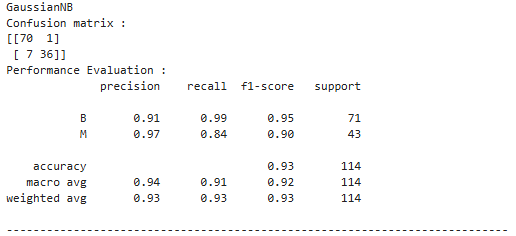 GaussianNB
Confusion matrix :
[[70  1]
 [ 7 36]]
Performance Evaluation :
              precision    recall  f1-score   support

           B       0.91      0.99      0.95        71
           M       0.97      0.84      0.90        43

    accuracy                           0.93       114
   macro avg       0.94      0.91      0.92       114
weighted avg       0.93      0.93      0.93       114

----------------------------------------------------------------------------